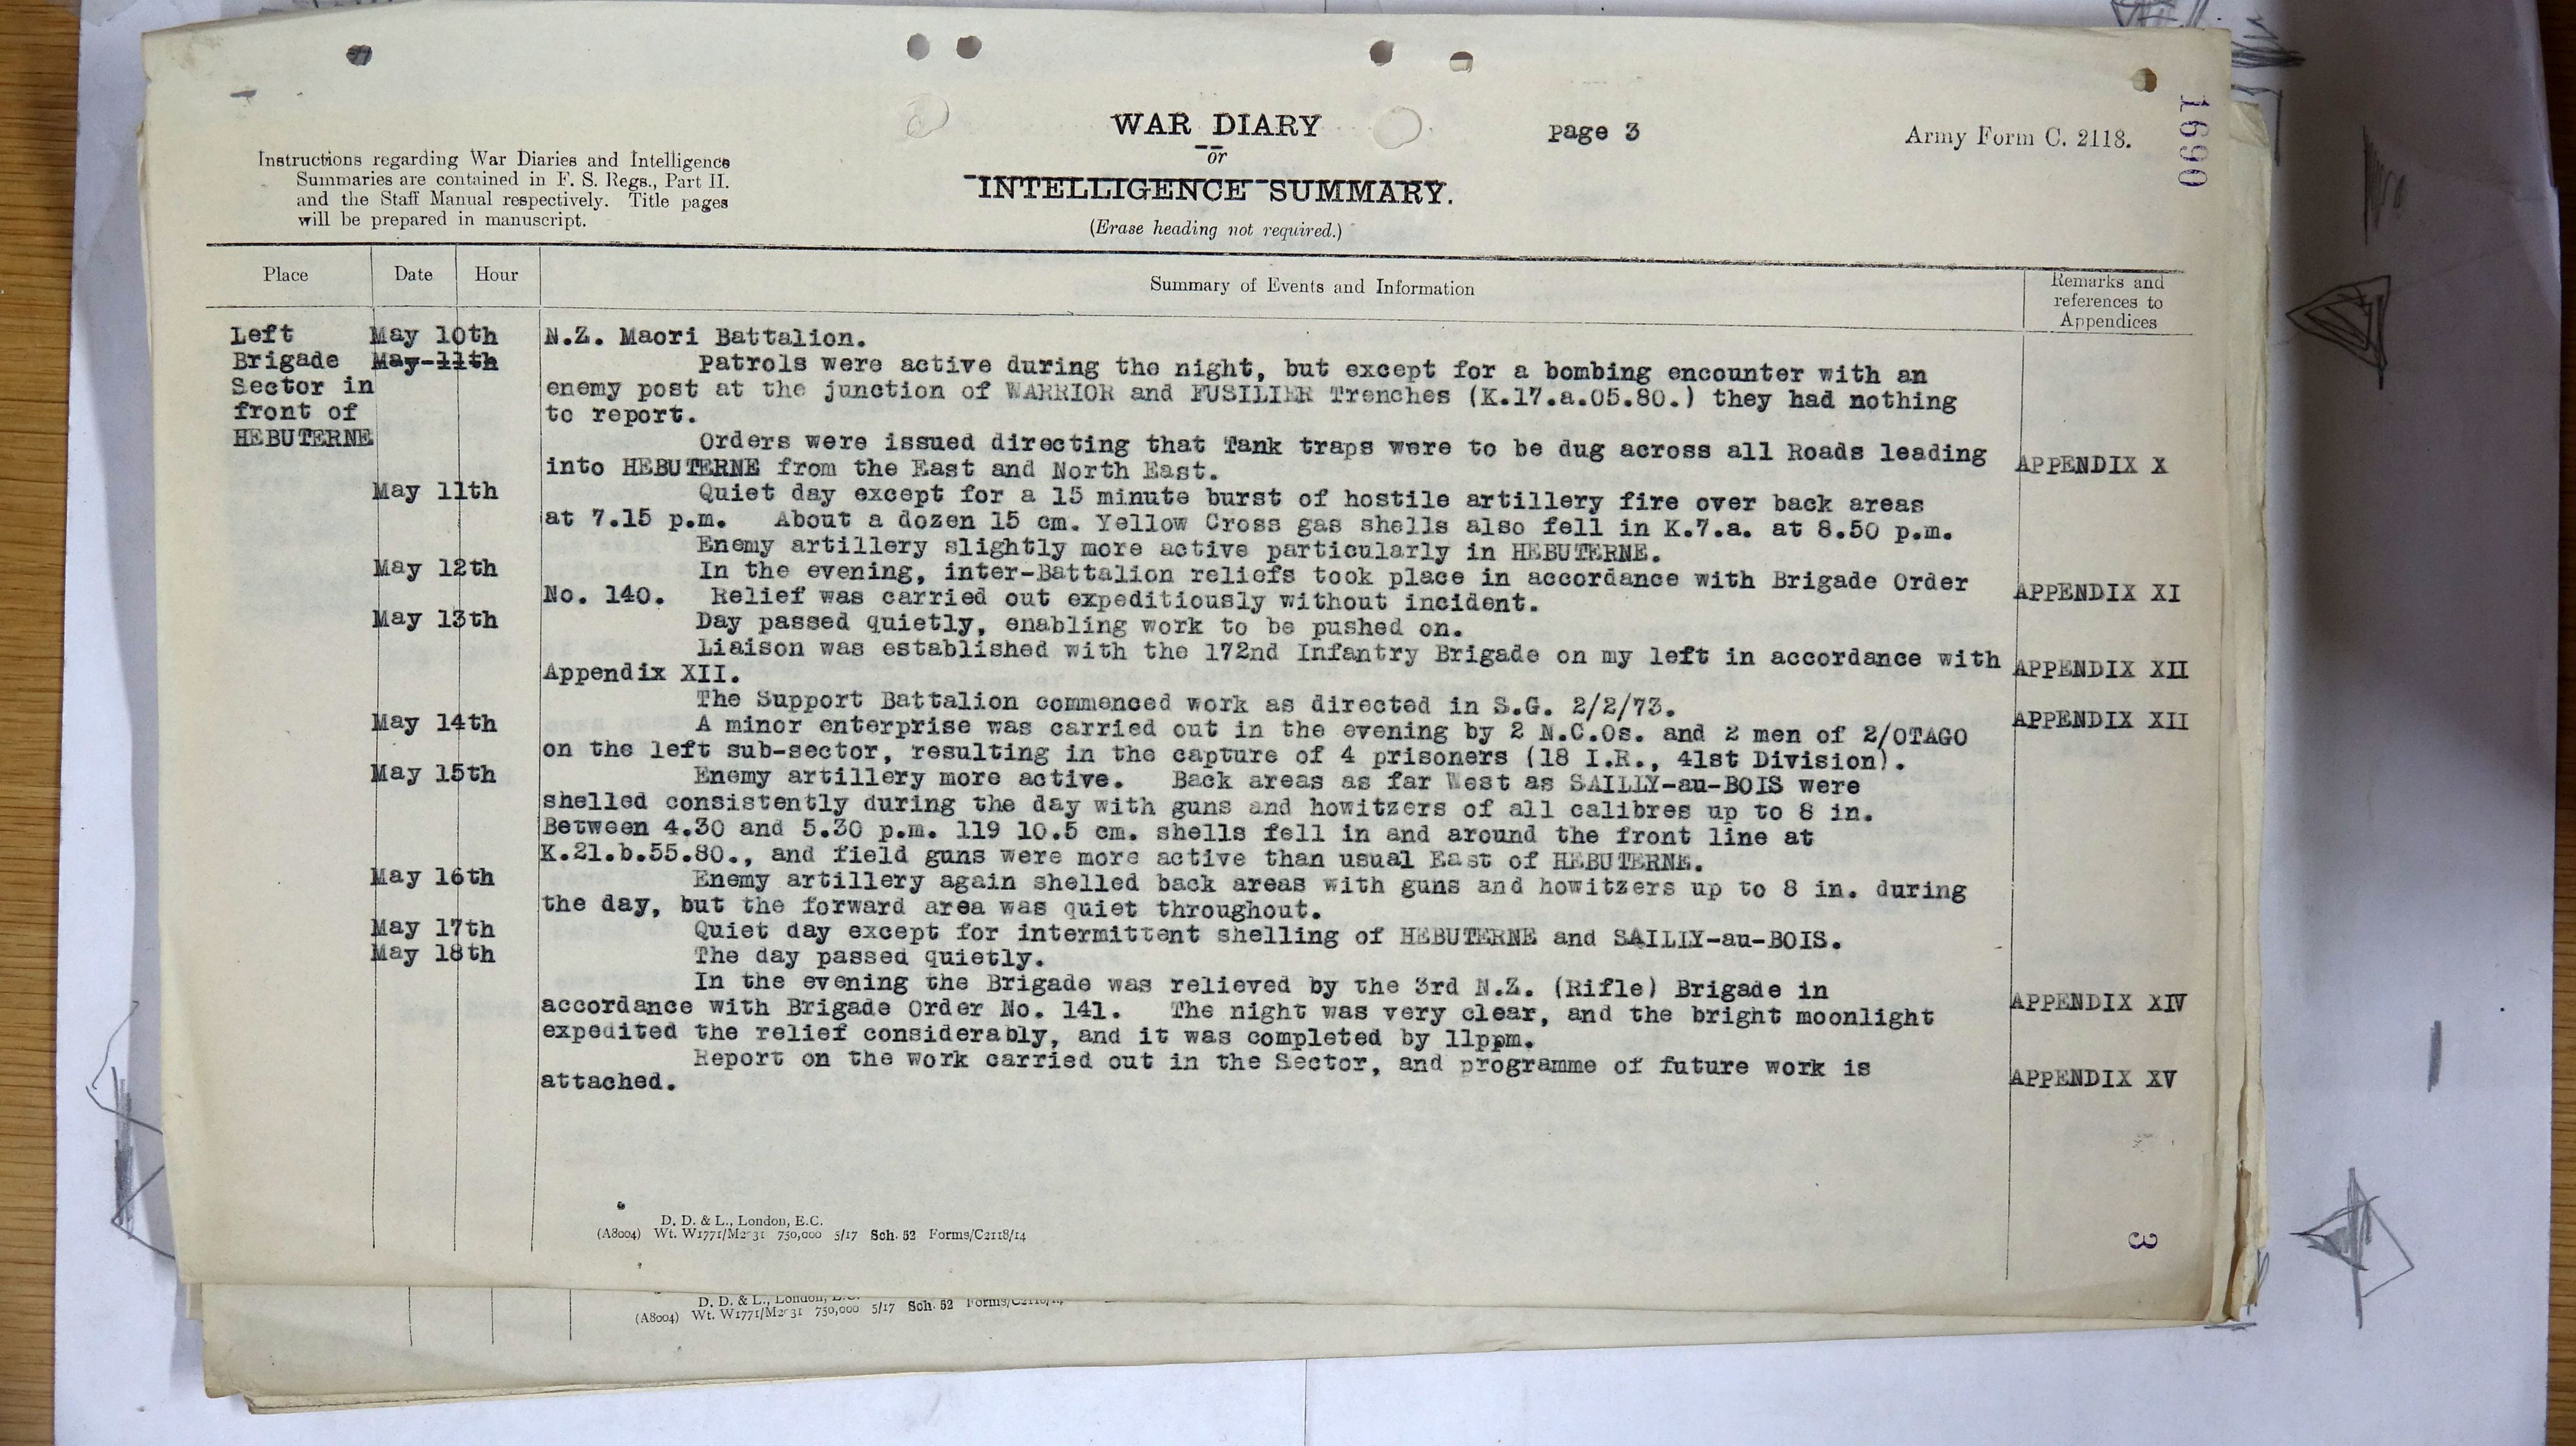 WAR DIARY
or
INTELLIGENCE SUMMARY.
(Erase heading not required.)
Page 3
Army Form C. 2118.
1690
Instructions regarding War Diaries and Intelligence
Summaries are contained in F. S. Regs., Part II.
and the Staff Manual respectively. Title pages
will be prepared in manuscript.
Place Date Hour Summary of Events and Information Remarks and
references to
Appendices
Left May 10th N.Z. Maori Battalion.
Brigade May 11th Patrols were active during the night, but except for a bombing encounter with an
Sector in enemy post at the junction of WARRIOR and FUSILIER Trenches (K.17.a.05.80.) they had nothing
front of to report.
HEBUTERNE Orders were issued directing that Tank traps were to be dug across all Roads leading
into HEBUTERNE from the East and North East. APPENDIX X
May 11th Quiet day except for a 15 minute burst of hostile artillery fire over back areas
at 7.15 p.m. About a dozen 15 cm. Yellow Cross gas shells also fell in K.7.a. at 8.50 p.m.
Enemy artillery slightly more active particularly in HEBUTERNE.
May 12th In the evening, inter-Battalion reliefs took place in accordance with Brigade Order
No. 140. Relief was carried out expeditiously without incident. APPENDIX XI
May 13th Day passed quietly, enabling work to be pushed on.
Liaison was established with the 172nd Infantry Brigade on my left in accordance with APPENDIX XII
Appendix XII.
The Support Battalion commenced work as directed in S.G. 2/2/73. APPENDIX XII
May 14th A minor enterprise was carried out in the evening by 2 N.C.Os. and 2 men of 2/OTAGO
on the left sub-sector, resulting in the capture of 4 prisoners (18 I.R., 41st Division).
May 15th Enemy artillery more active. Back areas as far West as SAILLY-au-BOIS were
shelled consistently during the day with guns and howitzers of all calibres up to 8 in.
Between 4.30 and 5.30 p.m. 119 10.5 cm. shells fell in and around the front line at
K.21.b.55.80., and field guns were more active than usual East of HEBUTERNE.
May 16th Enemy artillery again shelled back areas with guns and howitzers up to 8 in. during
the day, but the forward area was quiet throughout.
May 17th Quiet day except for intermittent shelling of HEBUTERNE and SAILLY-au-BOIS.
May 18th The day passed quietly.
In the evening the Brigade was relieved by the 3rd N.Z. (Rifle) Brigade in
accordance with Brigade Order No. 141. The night was very clear, and the bright moonlight APPENDIX XIV
expedited the relief considerably, and it was completed by 11ppm.
Report on the work carried out in the Sector, and programme of future work is
attached. APPENDIX XV
3
D. D. & L., London, E.C.
(A8004) Wt. W1771/M2 31 750,000 5/17 Sch. 52 Forms/C2118/14
D. D. & L., London, E.C.
(A8004) Wt. W1771/M2 31 750,000 5/17 Sch. 52 Forms/C2118/14